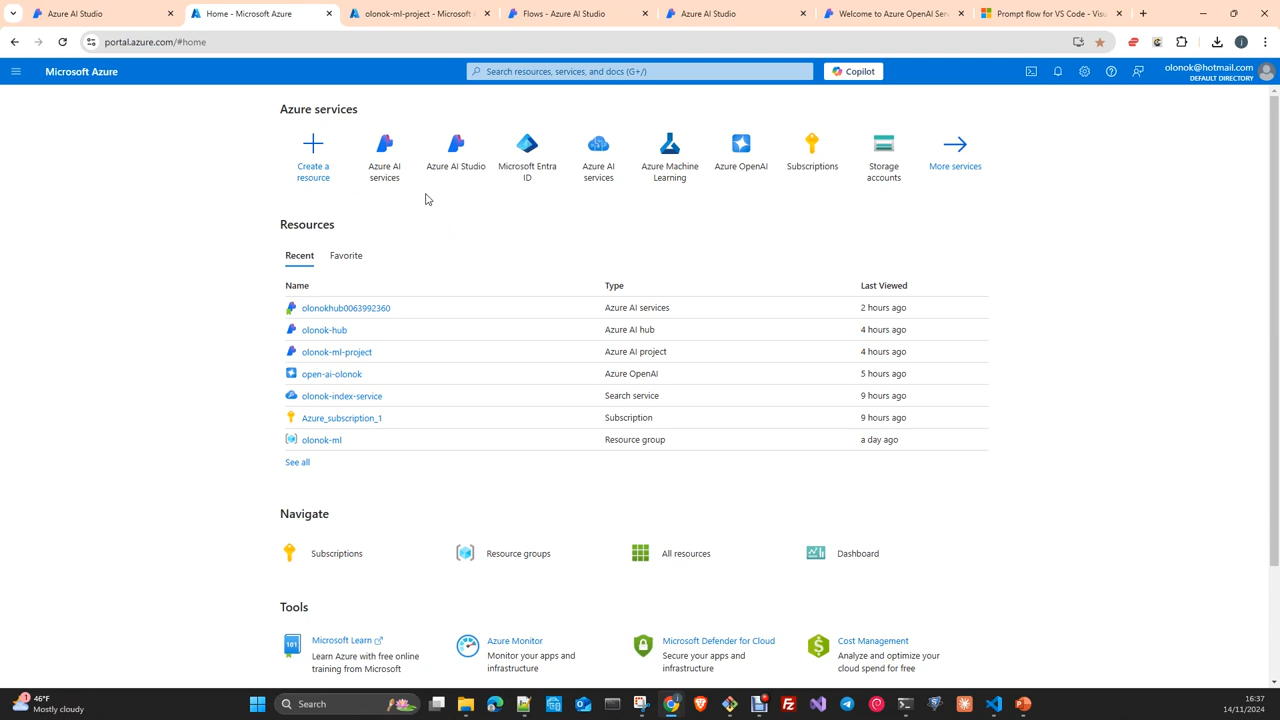 Azure AI Studio
Home - Microsoft Azure
olonok-ml-project - Microsoft
Flows - Azure AI Studio
Azure AI Studio
Welcome to Azure OpenAI Ser
Prompt flow for VS Code - Visu
portal.azure.com/#home
Microsoft Azure
Search resources, services, and docs (G+/)
Copilot
olonok@hotmail.com
DEFAULT DIRECTORY
Azure services
Create a
resource
Azure AI
services
Azure AI Studio
Microsoft Entra
ID
Azure AI
services
Azure Machine
Learning
Azure OpenAI
Subscriptions
Storage
accounts
More services
Resources
Recent
Favorite
Name Type Last Viewed
olonokhub0063992360 Azure AI services 2 hours ago
olonok-hub Azure AI hub 4 hours ago
olonok-ml-project Azure AI project 4 hours ago
open-ai-olonok Azure OpenAI 5 hours ago
olonok-index-service Search service 9 hours ago
Azure_subscription_1 Subscription 9 hours ago
olonok-ml Resource group a day ago
See all
Navigate
Subscriptions
Resource groups
All resources
Dashboard
Tools
Microsoft Learn
Learn Azure with free online
training from Microsoft
Azure Monitor
Monitor your apps and
infrastructure
Microsoft Defender for Cloud
Secure your apps and
infrastructure
Cost Management
Analyze and optimize your
cloud spend for free
46°F
Mostly cloudy
Search
16:37
14/11/2024